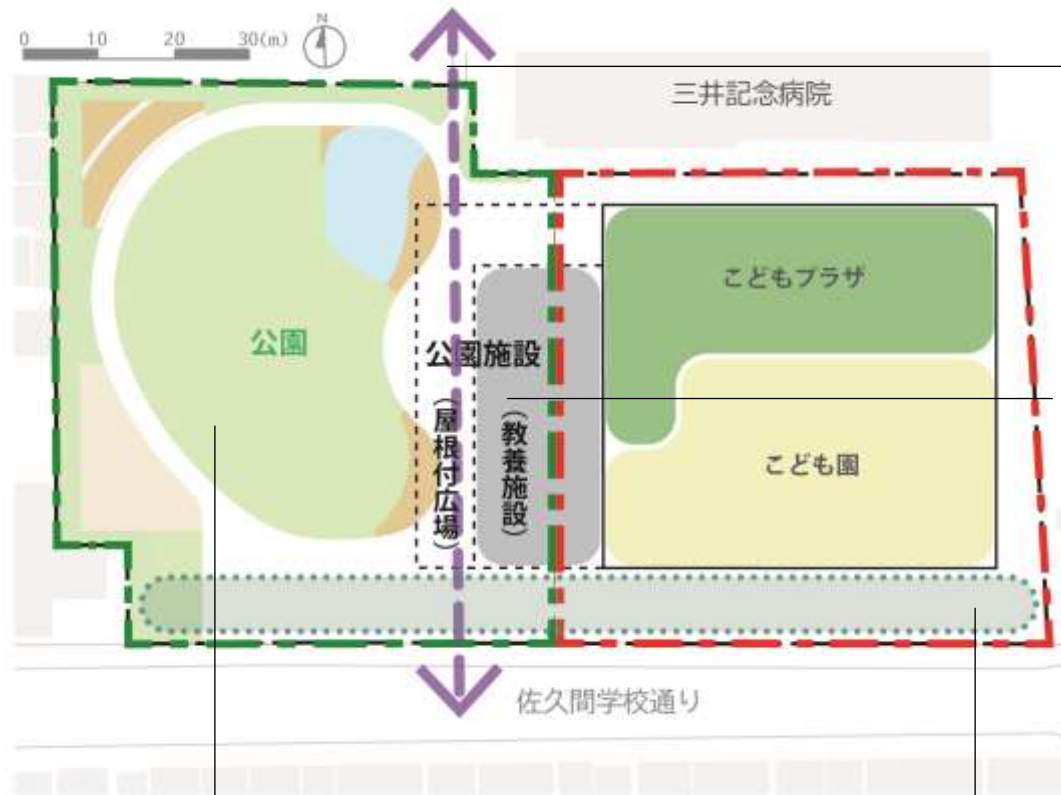 N
0 10 20 30(m)
三井記念病院
こどもプラザ
公園
公園施設
(屋根付広場)
(教養施設)
こども園
佐久間学校通り